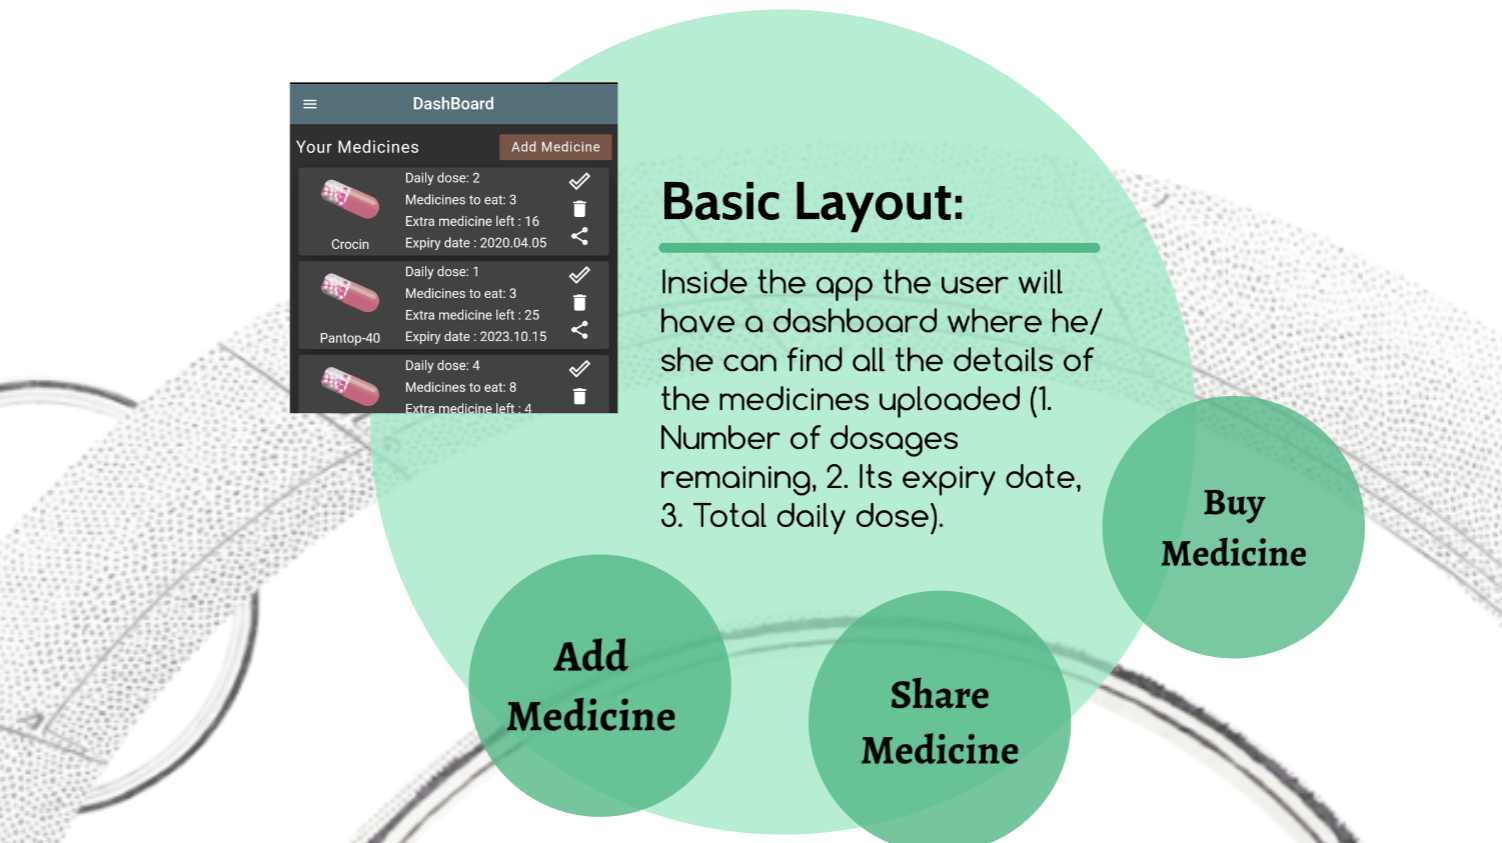 DashBoard
Your Medicines
Add Medicine
Daily dose: 2
Medicines to eat: 3
Extra medicine left : 16
Expiry date : 2020.04.05
Crocin
Daily dose: 1
Medicines to eat: 3
Extra medicine left : 25
Expiry date : 2023.10.15
Pantop-40
Daily dose: 4
Medicines to eat: 8
Extra medicine left : 4
Basic Layout:
Inside the app the user will
have a dashboard where he/
she can find all the details of
the medicines uploaded (1.
Number of dosages
remaining, 2. Its expiry date,
3. Total daily dose).
Buy
Medicine
Add
Medicine
Share
Medicine